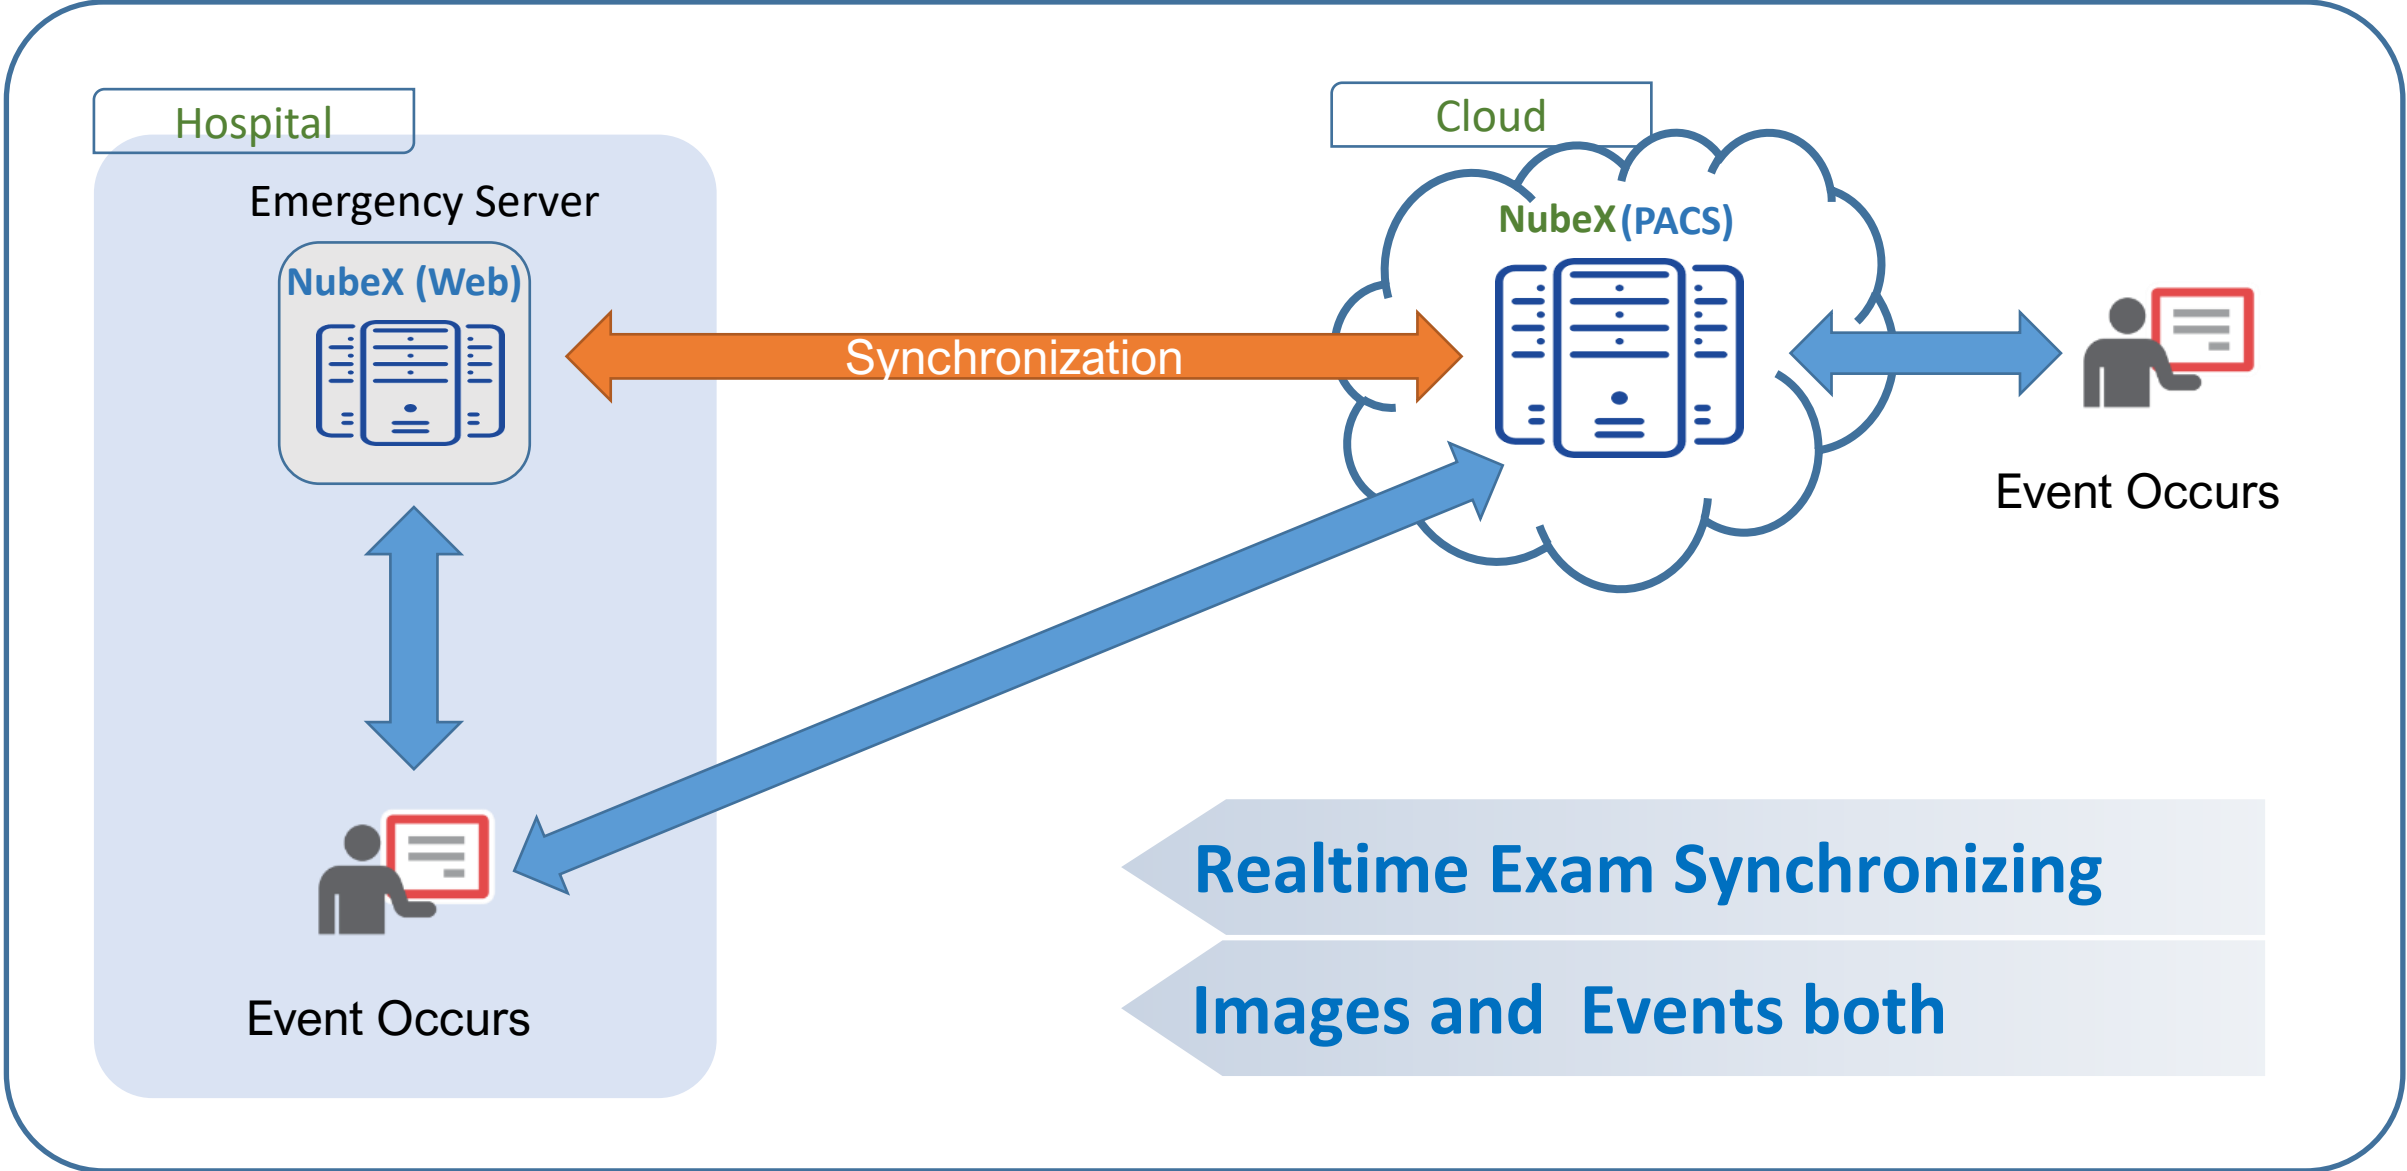 Hospital
Emergency Server
NubeX (Web)
Event Occurs
Synchronization
Cloud
NubeX (PACS)
Event Occurs
Realtime Exam Synchronizing
Images and  Events both